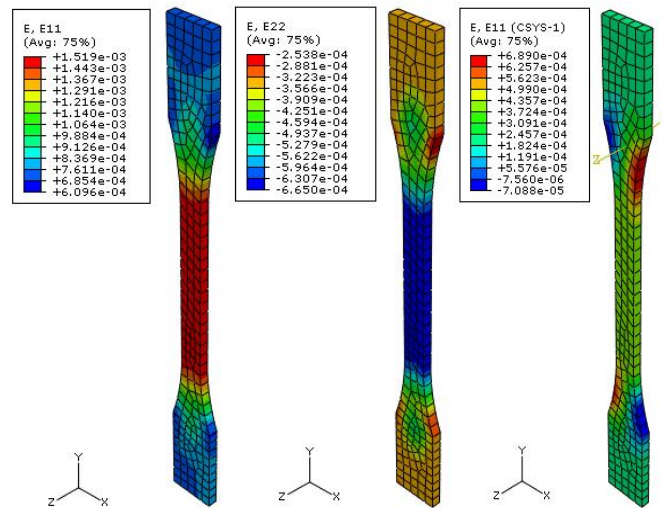 E, E11
(Avg: 75%)
+1.519e-03
+1.443e-03
+1.367e-03
+1.291e-03
+1.216e-03
+1.140e-03
+1.064e-03
+9.884e-04
+9.126e-04
+8.369e-04
+7.611e-04
+6.854e-04
+6.096e-04
E, E22
(Avg: 75%)
-2.538e-04
-2.881e-04
-3.223e-04
-3.566e-04
-3.909e-04
-4.251e-04
-4.594e-04
-4.937e-04
-5.279e-04
-5.622e-04
-5.964e-04
-6.307e-04
-6.650e-04
E, E11 (CSYS-1)
(Avg: 75%)
+6.890e-04
+6.257e-04
+5.623e-04
+4.990e-04
+4.357e-04
+3.724e-04
+3.091e-04
+2.457e-04
+1.824e-04
+1.191e-04
+5.576e-05
-7.560e-06
-7.088e-05
Z
Y
Z X
Y
Z X
Y
Z X